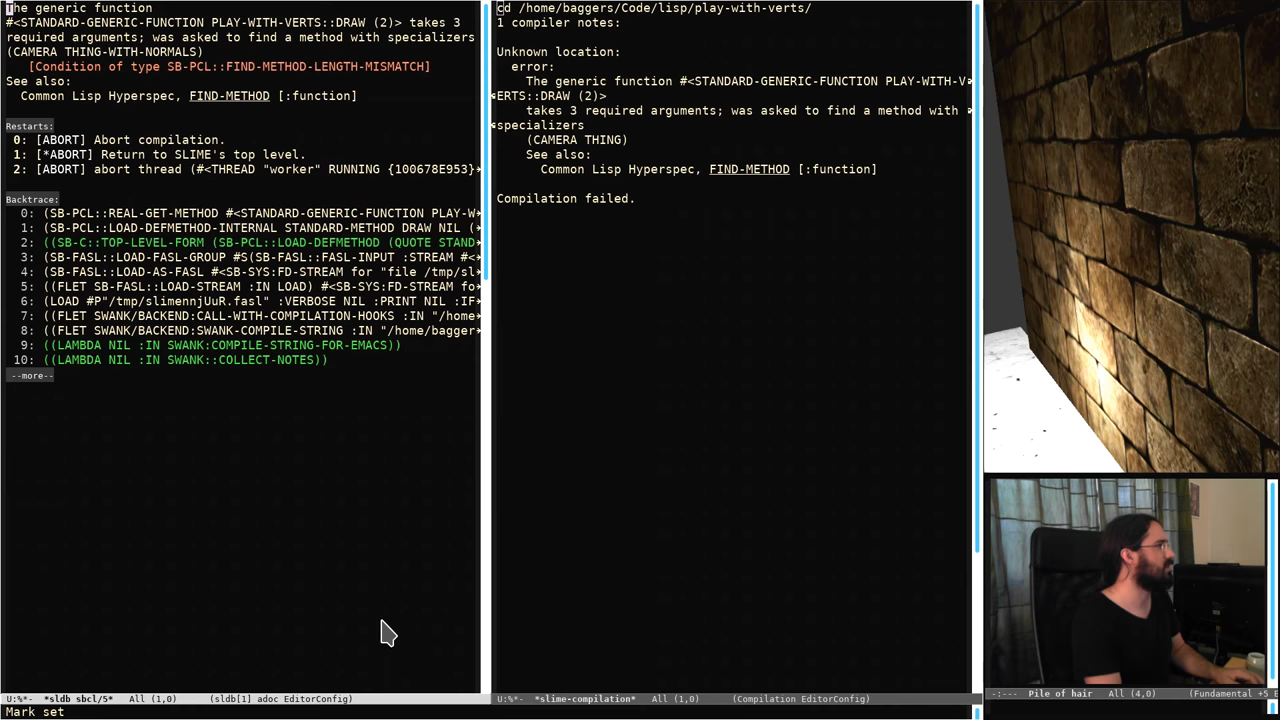 The generic function
#<STANDARD-GENERIC-FUNCTION PLAY-WITH-VERTS::DRAW (2)> takes 3
required arguments; was asked to find a method with specializers
(CAMERA THING-WITH-NORMALS)
[Condition of type SB-PCL::FIND-METHOD-LENGTH-MISMATCH]
See also:
Common Lisp Hyperspec, FIND-METHOD [:function]
Restarts:
0: [ABORT] Abort compilation.
1: [*ABORT] Return to SLIME's top level.
2: [ABORT] abort thread (#<THREAD "worker" RUNNING {100678E953}
Backtrace:
0: (SB-PCL::REAL-GET-METHOD #<STANDARD-GENERIC-FUNCTION PLAY-W
1: (SB-PCL::LOAD-DEFMETHOD-INTERNAL STANDARD-METHOD DRAW NIL (
2: ((SB-C::TOP-LEVEL-FORM (SB-PCL::LOAD-DEFMETHOD (QUOTE STAND
3: (SB-FASL::LOAD-FASL-GROUP #S(SB-FASL::FASL-INPUT :STREAM #<
4: (SB-FASL::LOAD-AS-FASL #<SB-SYS:FD-STREAM for "file /tmp/sl
5: ((FLET SB-FASL::LOAD-STREAM :IN LOAD) #<SB-SYS:FD-STREAM fo
6: (LOAD #P"/tmp/slimennjUuR.fasl" :VERBOSE NIL :PRINT NIL :IF
7: ((FLET SWANK/BACKEND:CALL-WITH-COMPILATION-HOOKS :IN "/home
8: ((FLET SWANK/BACKEND:SWANK-COMPILE-STRING :IN "/home/bagger
9: ((LAMBDA NIL :IN SWANK:COMPILE-STRING-FOR-EMACS))
10: ((LAMBDA NIL :IN SWANK::COLLECT-NOTES))
--more--
U:%*-  *sldb sbcl/5*   All (1,0)      (sldb[1] adoc EditorConfig)
Mark set
cd /home/baggers/Code/lisp/play-with-verts/
1 compiler notes:
Unknown location:
error:
The generic function #<STANDARD-GENERIC-FUNCTION PLAY-WITH-V
ERTS::DRAW (2)>
takes 3 required arguments; was asked to find a method with
specializers
(CAMERA THING)
See also:
Common Lisp Hyperspec, FIND-METHOD [:function]
Compilation failed.
U:%*-  *slime-compilation*   All (1,0)      (Compilation EditorConfig)
-:---  Pile of hair   All (4,0)      (Fundamental +5 E